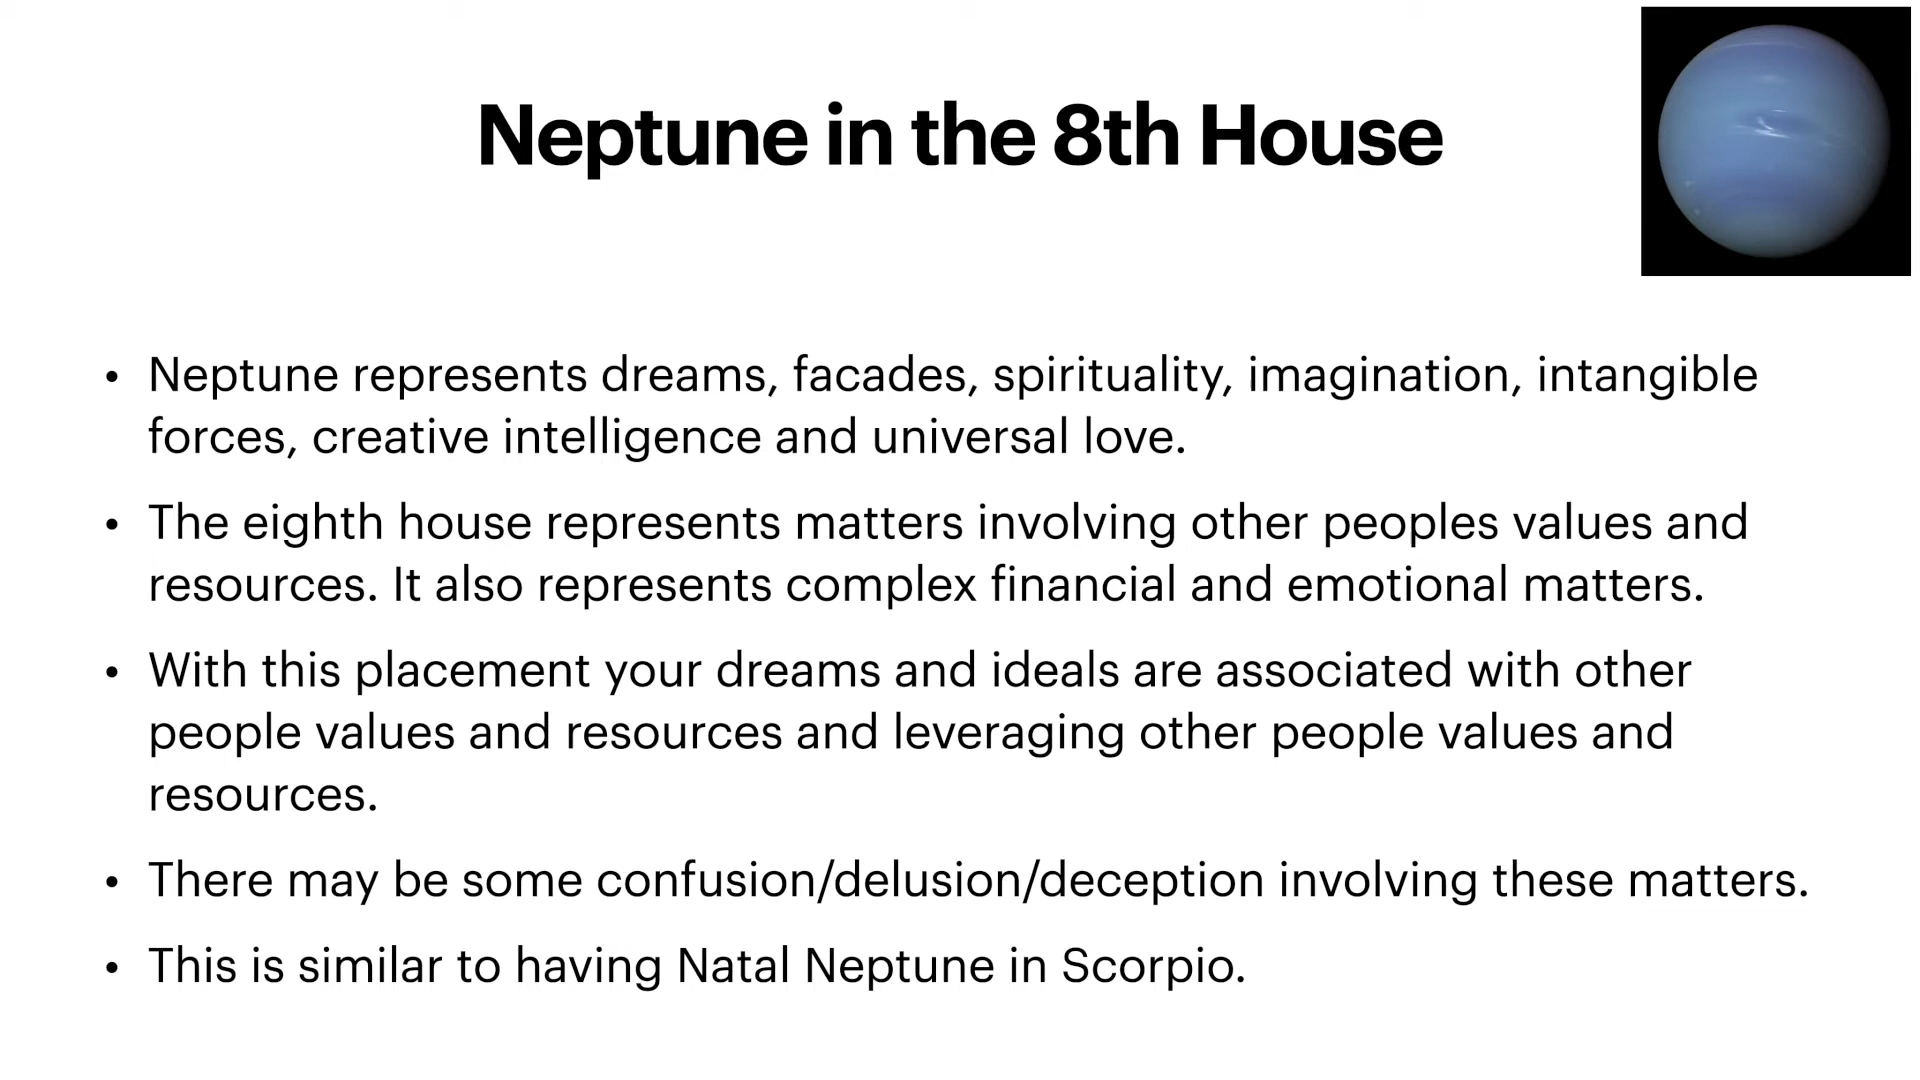 Neptune in the 8th House
• Neptune represents dreams, facades, spirituality, imagination, intangible
forces, creative intelligence and universal love.
• The eighth house represents matters involving other peoples values and
resources. It also represents complex financial and emotional matters.
• With this placement your dreams and ideals are associated with other
people values and resources and leveraging other people values and
resources.
• There may be some confusion/delusion/deception involving these matters.
• This is similar to having Natal Neptune in Scorpio.